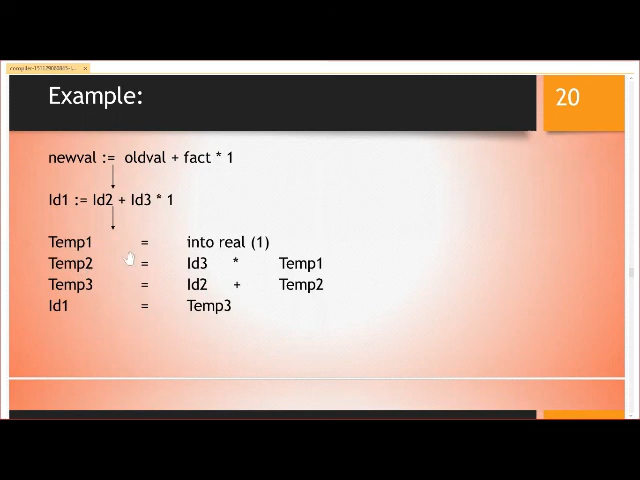 Example:
20
newval := oldval + fact * 1
Id1 := Id2 + Id3 * 1
Temp1 = into real (1)
Temp2 = Id3 * Temp1
Temp3 = Id2 + Temp2
Id1 = Temp3